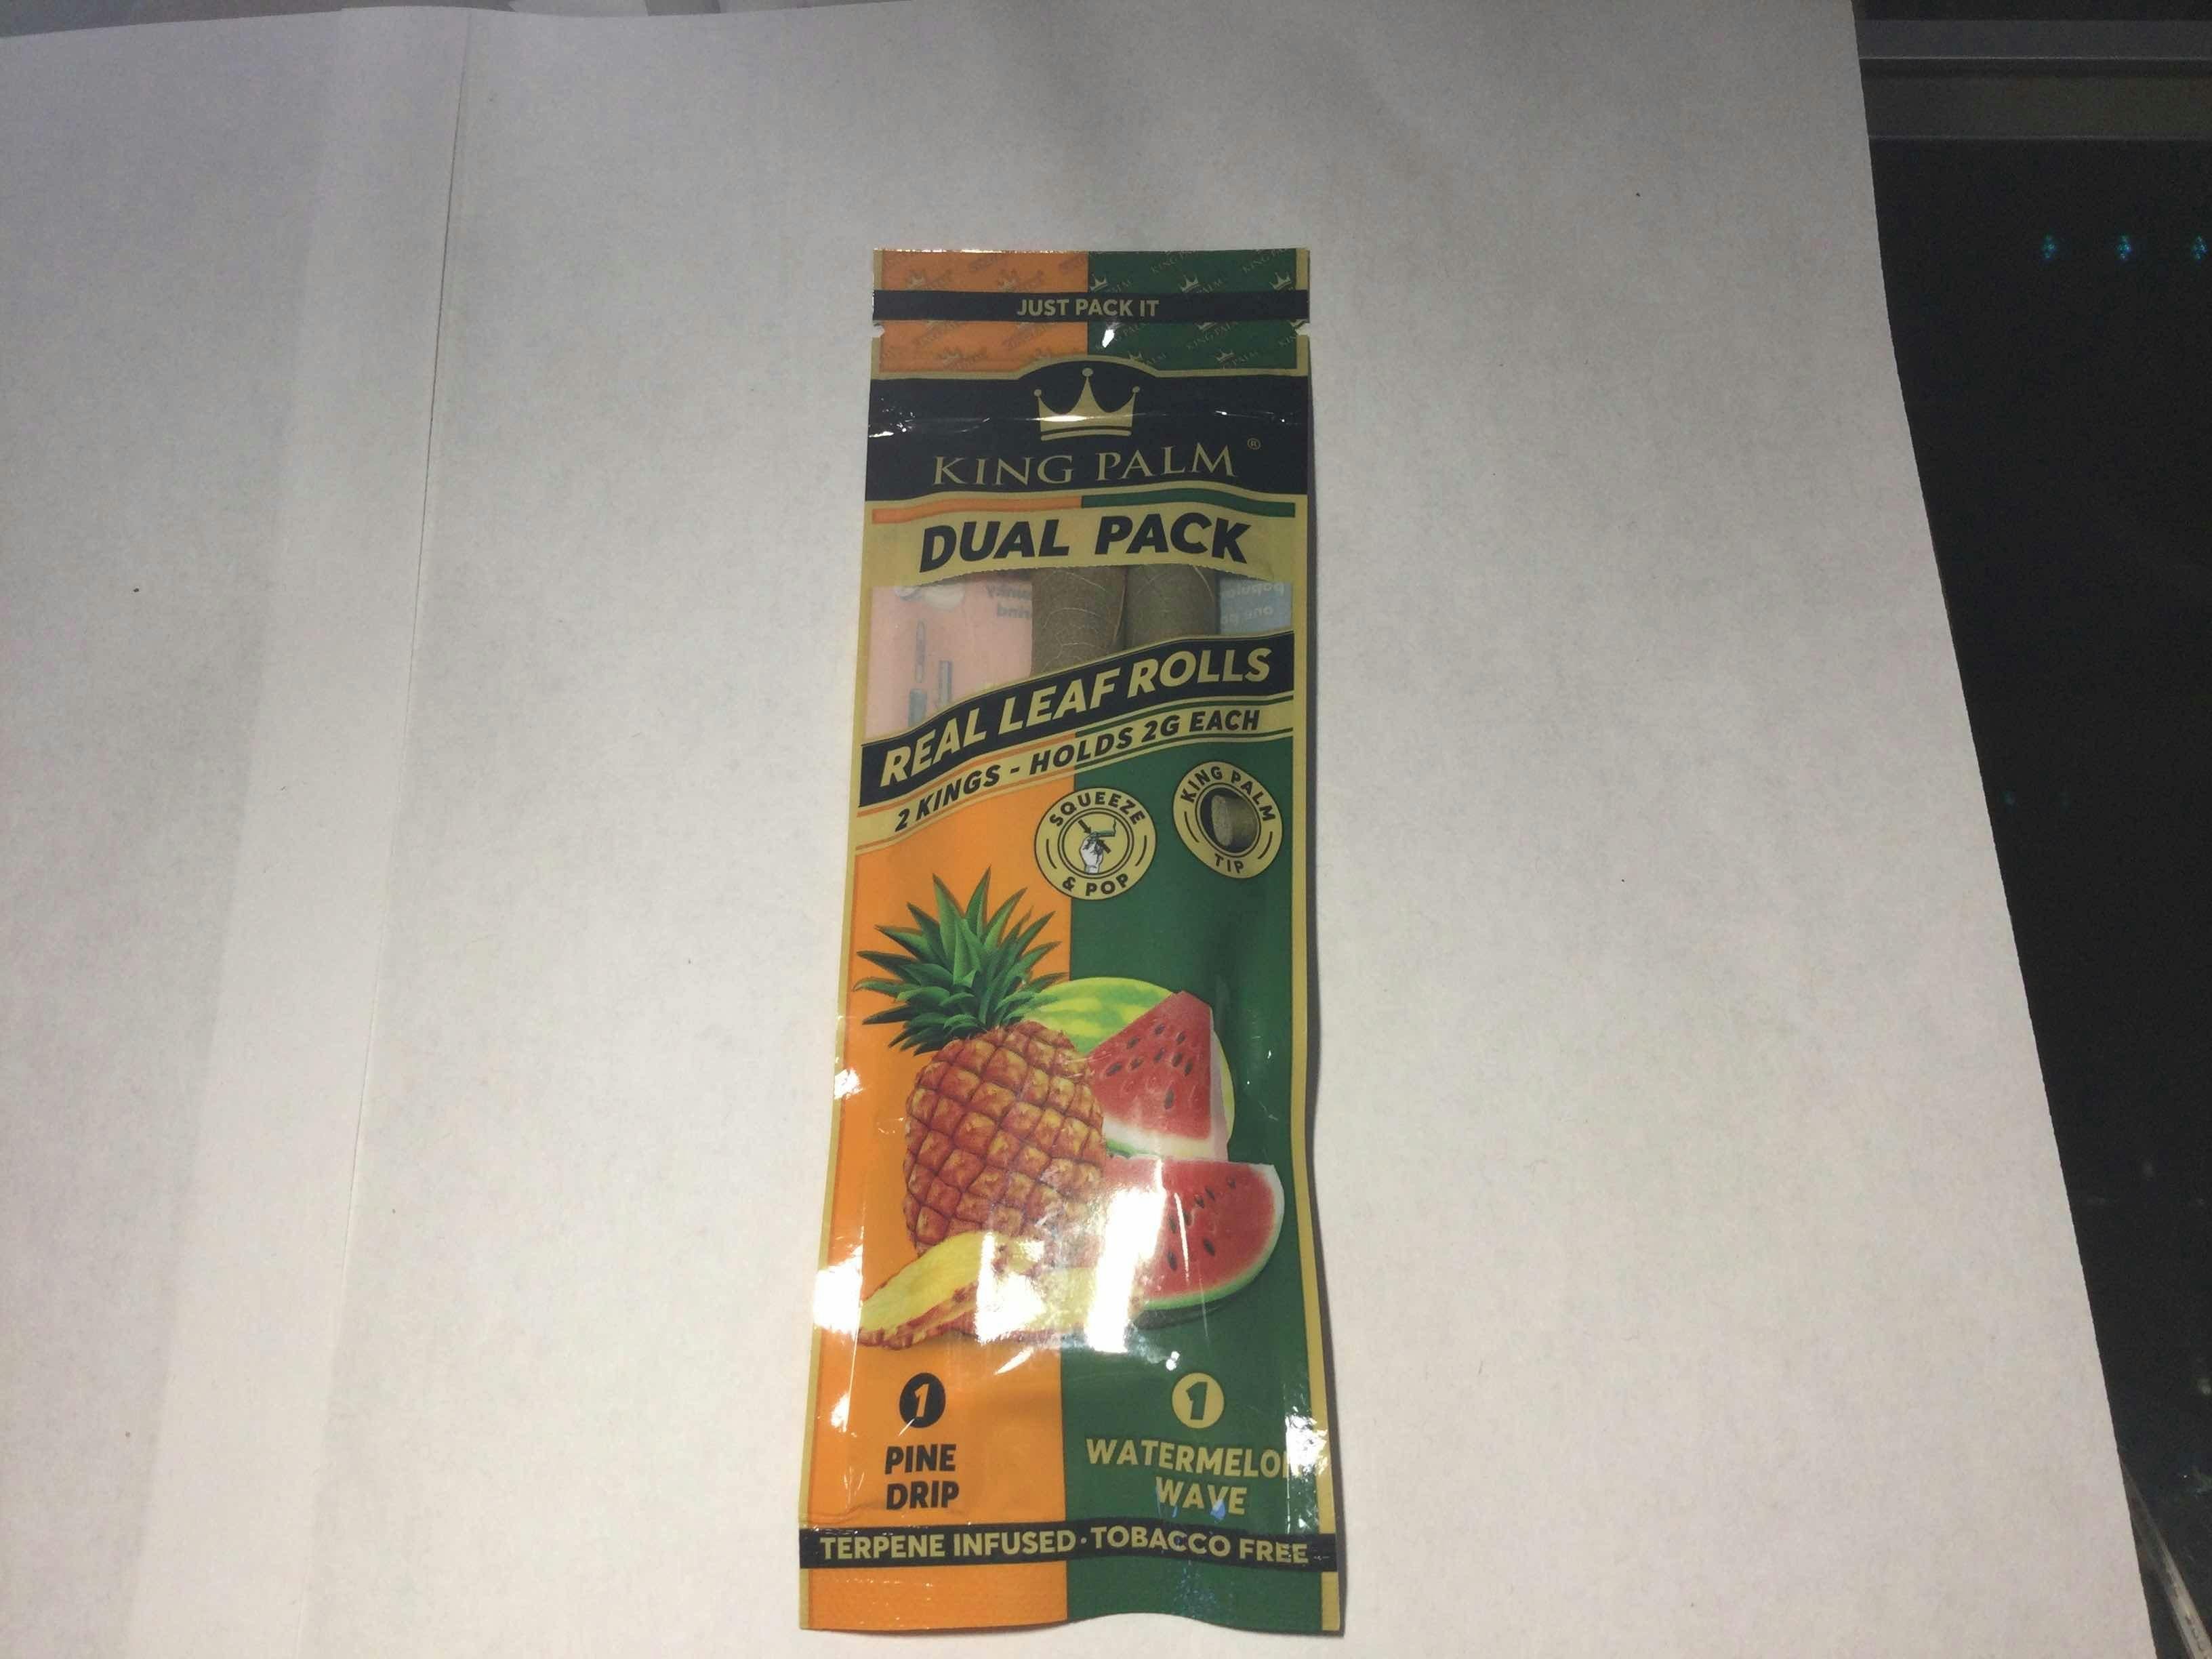 JUST PACK IT
KING PALM ®
DUAL PACK
REAL LEAF ROLLS
2 KINGS - HOLDS 2G EACH
SQUEEZE
& POP
KING PALM
TIP
1
PINE
DRIP
1
WATERMELON
WAVE
TERPENE INFUSED · TOBACCO FREE